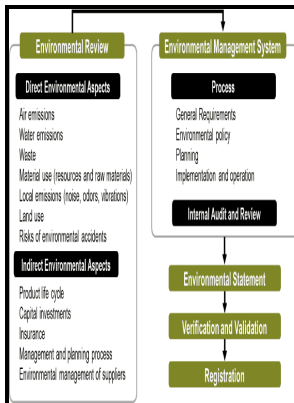 Environmental Review
Direct Environmental Aspects
Air emissions
Water emissions
Waste
Material use (resources and raw materials)
Local emissions (noise, odors, vibrations)
Land use
Risks of environmental accidents
Indirect Environmental Aspects
Product life cycle
Capital investments
Insurance
Management and planning process
Environmental management of suppliers
Environmental Management System
Process
General Requirements
Environmental policy
Planning
Implementation and operation
Internal Audit and Review
Environmental Statement
Verification and Validation
Registration